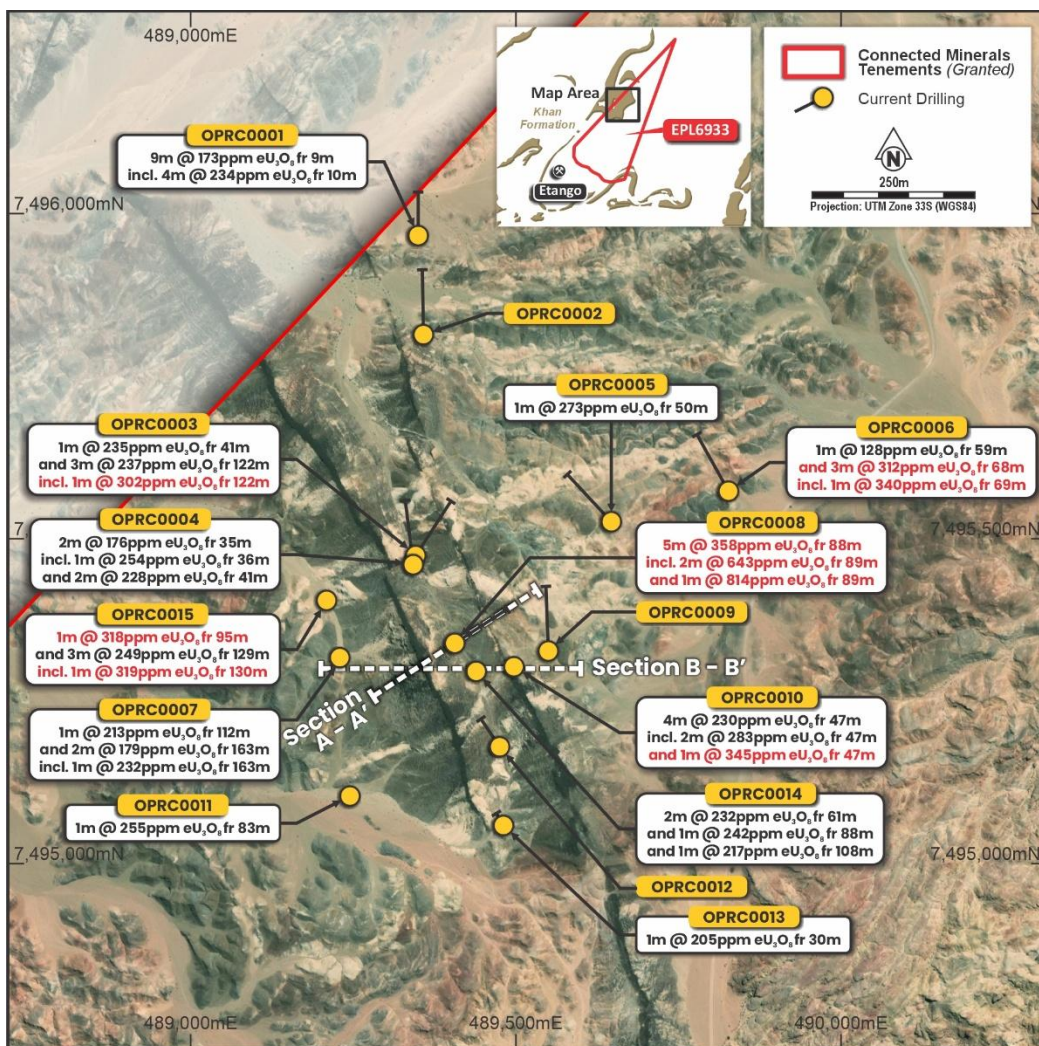 489,000mE
Map Area
Khan
Formation
EPL6933
Etango
Connected Minerals
Tenements (Granted)
Current Drilling
N
250m
Projection: UTM Zone 33S (WGS84)
OPRC0001
9m @ 173ppm eU₃O₈ fr 9m
incl. 4m @ 234ppm eU₃O₈ fr 10m
7,496,000mN
OPRC0002
OPRC0005
1m @ 273ppm eU₃O₈ fr 50m
OPRC0003
1m @ 235ppm eU₃O₈ fr 41m
and 3m @ 237ppm eU₃O₈ fr 122m
incl. 1m @ 302ppm eU₃O₈ fr 122m
OPRC0006
1m @ 128ppm eU₃O₈ fr 59m
and 3m @ 312ppm eU₃O₈ fr 68m
incl. 1m @ 340ppm eU₃O₈ fr 69m
OPRC0004
2m @ 176ppm eU₃O₈ fr 35m
incl. 1m @ 254ppm eU₃O₈ fr 36m
and 2m @ 228ppm eU₃O₈ fr 41m
OPRC0008
5m @ 358ppm eU₃O₈ fr 88m
incl. 2m @ 643ppm eU₃O₈ fr 89m
and 1m @ 814ppm eU₃O₈ fr 89m
7,495,500mN
OPRC0015
1m @ 318ppm eU₃O₈ fr 95m
and 3m @ 249ppm eU₃O₈ fr 129m
incl. 1m @ 319ppm eU₃O₈ fr 130m
OPRC0009
Section B - B'
Section
A - A'
OPRC0007
1m @ 213ppm eU₃O₈ fr 112m
and 2m @ 179ppm eU₃O₈ fr 163m
incl. 1m @ 232ppm eU₃O₈ fr 163m
OPRC0010
4m @ 230ppm eU₃O₈ fr 47m
incl. 2m @ 283ppm eU₃O₈ fr 47m
and 1m @ 345ppm eU₃O₈ fr 47m
OPRC0011
1m @ 255ppm eU₃O₈ fr 83m
OPRC0014
2m @ 232ppm eU₃O₈ fr 61m
and 1m @ 242ppm eU₃O₈ fr 88m
and 1m @ 217ppm eU₃O₈ fr 108m
7,495,000mN
7,495,000mN
OPRC0012
OPRC0013
1m @ 205ppm eU₃O₈ fr 30m
489,000mE
489,500mE
490,000mE